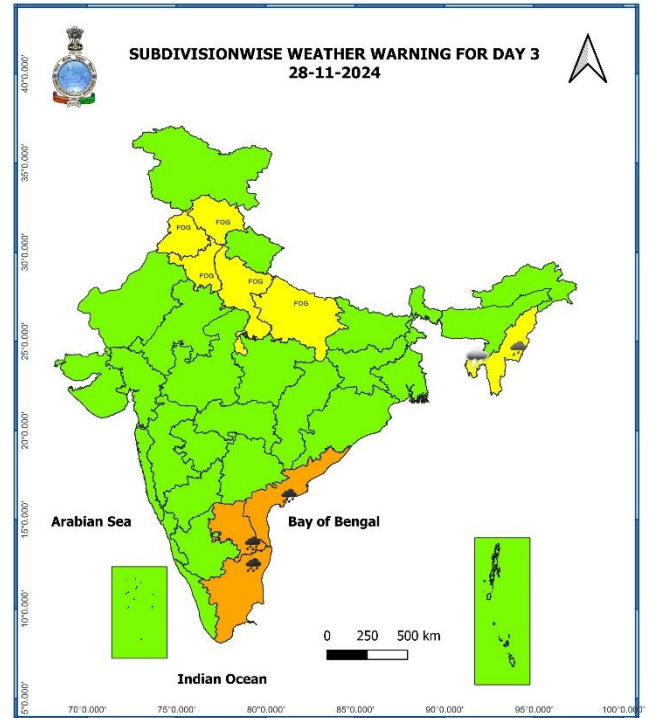 SUBDIVISIONWISE WEATHER WARNING FOR DAY 3
28-11-2024
40°0.000'
35°0.000'
30°0.000'
25°0.000'
20°0.000'
15°0.000'
10°0.000'
5°0.000'
FOG
FOG
FOG
FOG
FOG
Arabian Sea
Bay of Bengal
0 250 500 km
Indian Ocean
70°0.000' 75°0.000' 80°0.000' 85°0.000' 90°0.000' 95°0.000' 100°0.000'